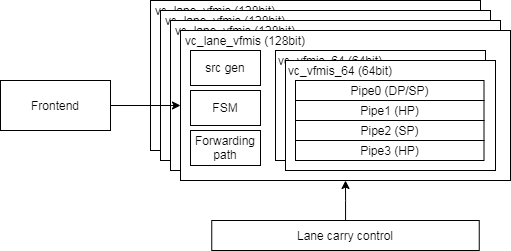 vc_lane_vfmis (128bit)
src gen
FSM
Forwarding
path
vc_vfmis_64 (64bit)
Pipe0 (DP/SP)
Pipe1 (HP)
Pipe2 (SP)
Pipe3 (HP)
Frontend
Lane carry control